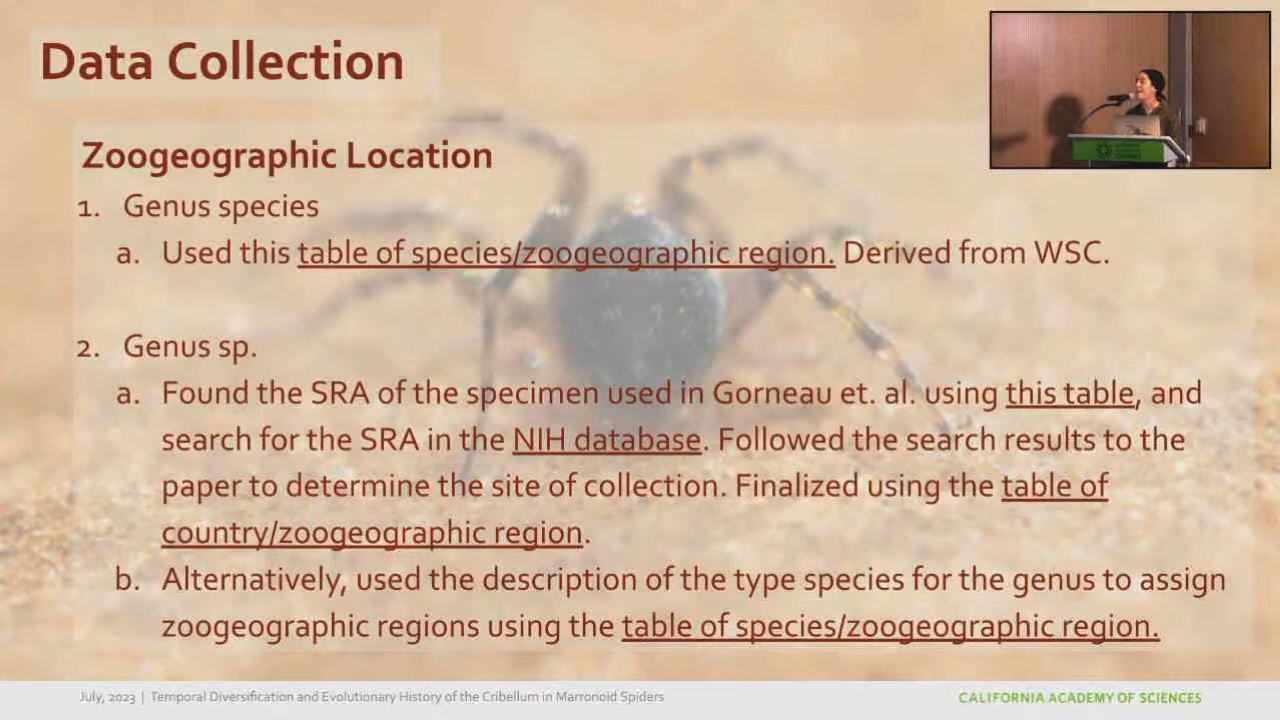 Data Collection
Zoogeographic Location
1. Genus species
a. Used this table of species/zoogeographic region. Derived from WSC.
2. Genus sp.
a. Found the SRA of the specimen used in Gorneau et. al. using this table, and
search for the SRA in the NIH database. Followed the search results to the
paper to determine the site of collection. Finalized using the table of
country/zoogeographic region.
b. Alternatively, used the description of the type species for the genus to assign
zoogeographic regions using the table of species/zoogeographic region.
July, 2023 | Temporal Diversification and Evolutionary History of the Cribellum in Marronoid Spiders
CALIFORNIA ACADEMY OF SCIENCES